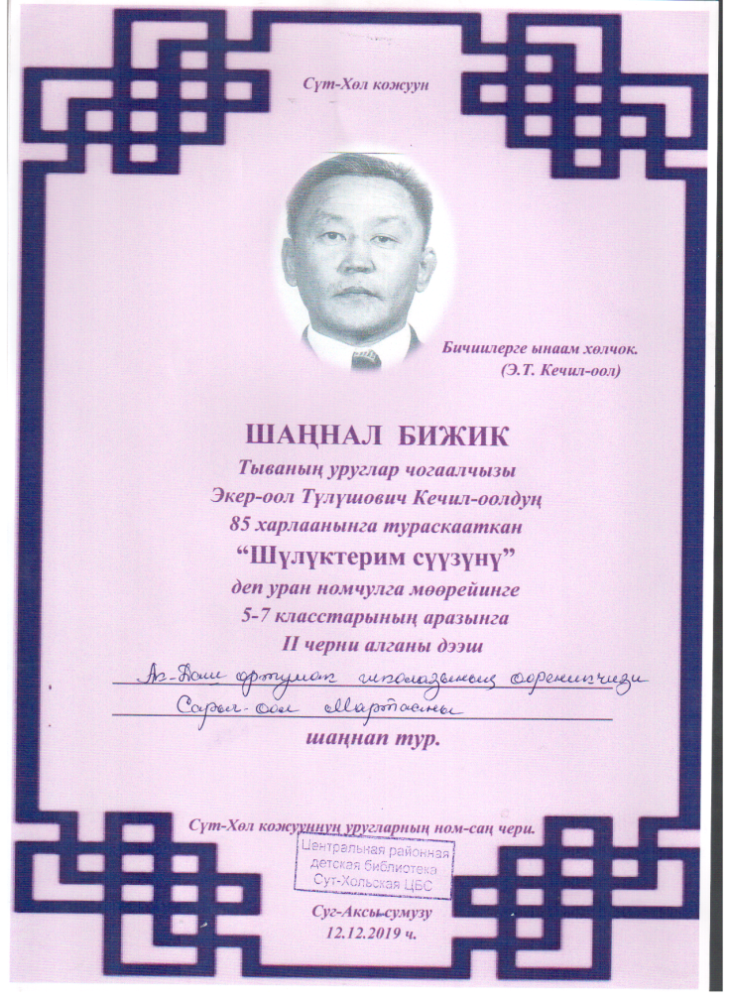 Сүт-Хөл кожуун
Бичиилерге ынаам хөлчок.
(Э.Т. Кечил-оол)
ШАҢНАЛ БИЖИК
Тываның уруглар чогаалчызы
Экер-оол Түлүшович Кечил-оолдуң
85 харлаанынга тураскааткан
“Шүлүктерим сүүзүнү”
деп уран номчулга мөөрейинге
5-7 класстарының аразынга
II черни алганы дээш
Ак-Даш ортумак школазының өөреникчизи
Сарыг-оол Мартааны
шаңнап тур.
Сүт-Хөл кожууннуң уругларның ном-саң чери.
Центральная районная
детская библиотека
Сут-Хольская ЦБС
Суг-Аксы сумузу
12.12.2019 ч.